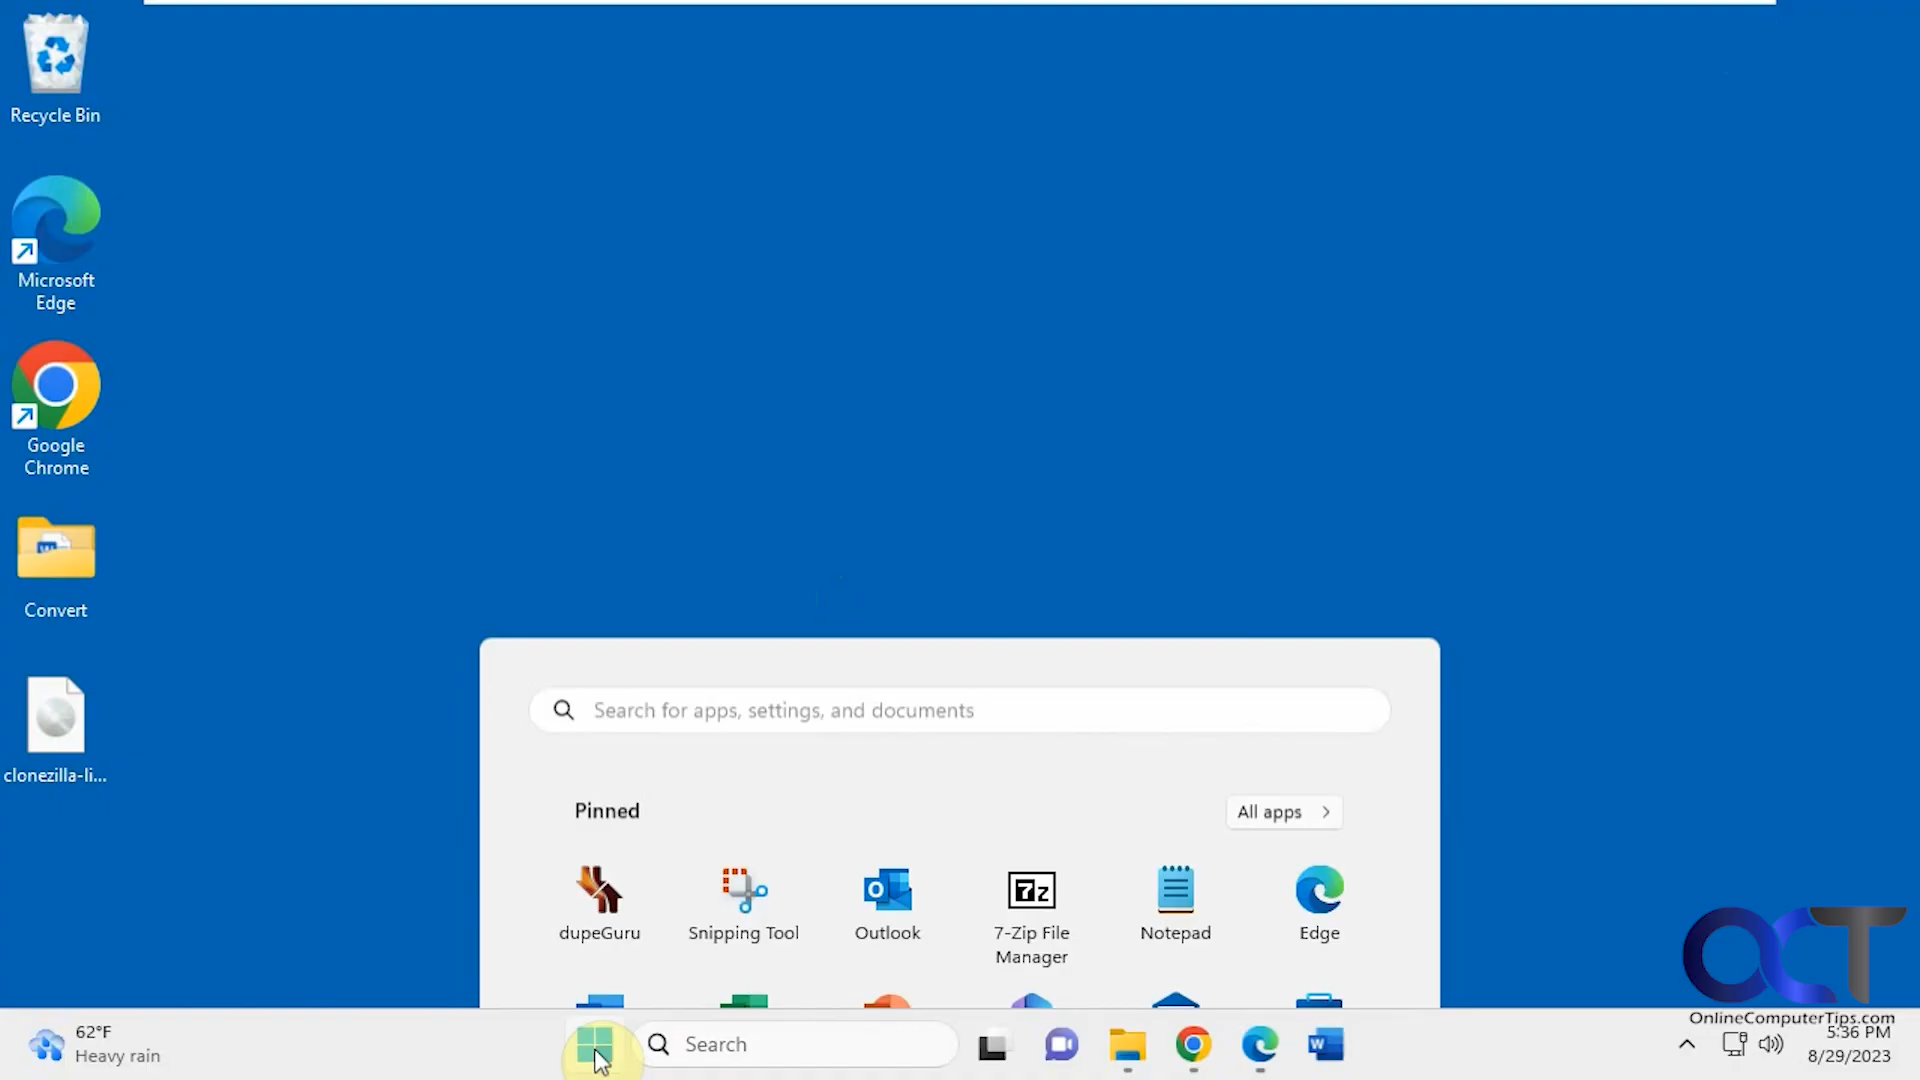 Recycle Bin
Microsoft
Edge
Google
Chrome
Convert
clonezilla-li...
Search for apps, settings, and documents
Pinned
All apps
dupeGuru
Snipping Tool
Outlook
7z
7-Zip File
Manager
Notepad
Edge
OCT
OnlineComputerTips.com
62°F
Heavy rain
Search
5:36 PM
8/29/2023